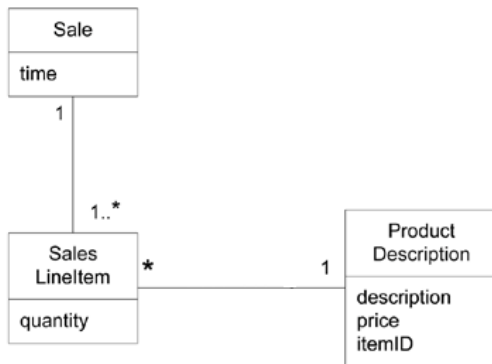 Sale
time
1
1..*
Sales
LineItem
quantity
*
1
Product
Description
description
price
itemID